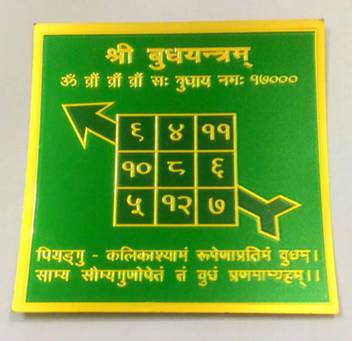 श्री बुधयन्त्रम्
ॐ ब्राँ ब्रीं ब्रौं सः बुधाय नमः १७०००
९ ४ ११
१० ८ ६
५ १२ ७
पियङ्गु - कलिकाश्यामं रूपेणाप्रतिमं बुधम।
साम्य सौम्यगुणोपेतं तं बुधं प्रणमाम्यहम्।।